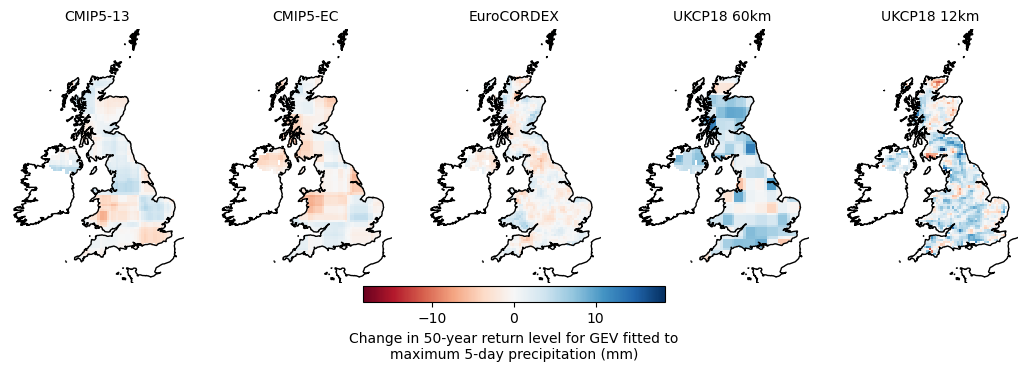 CMIP5-13
CMIP5-EC
EuroCORDEX
UKCP18 60km
UKCP18 12km
−10
0
10
Change in 50-year return level for GEV fitted to
maximum 5-day precipitation (mm)